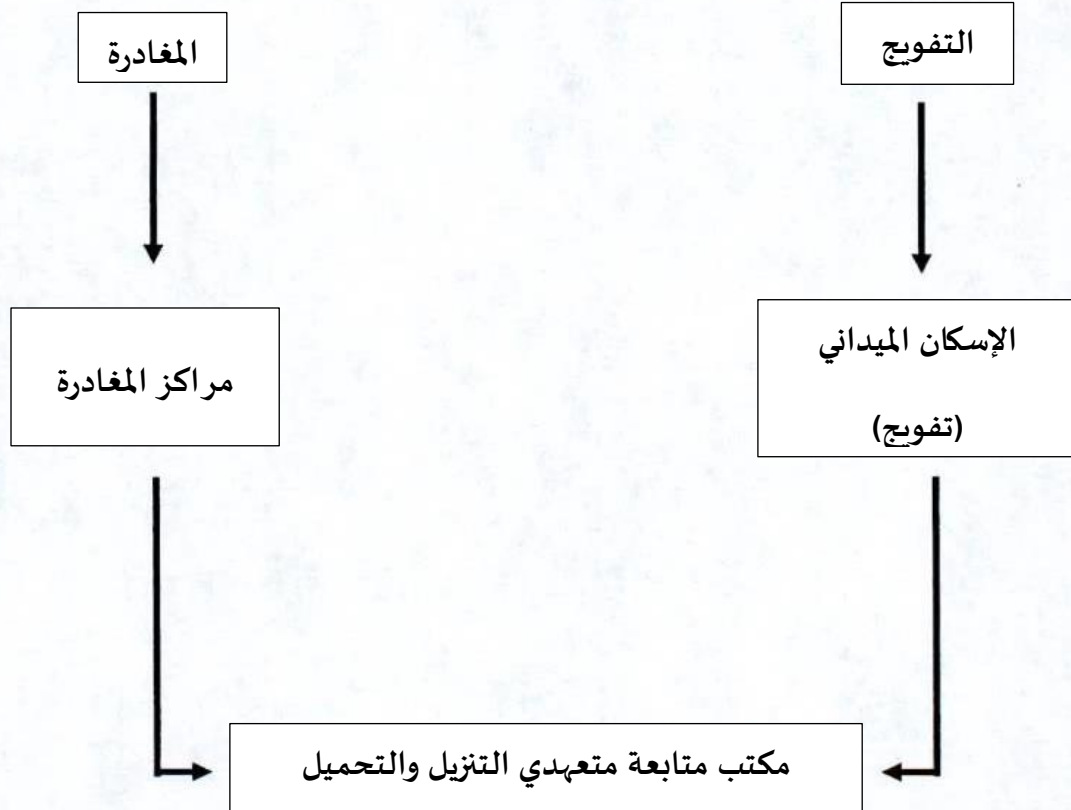 التفويج
المغادرة
الإسكان الميداني
(تفويج)
مراكز المغادرة
مكتب متابعة متعهدي التنزيل والتحميل